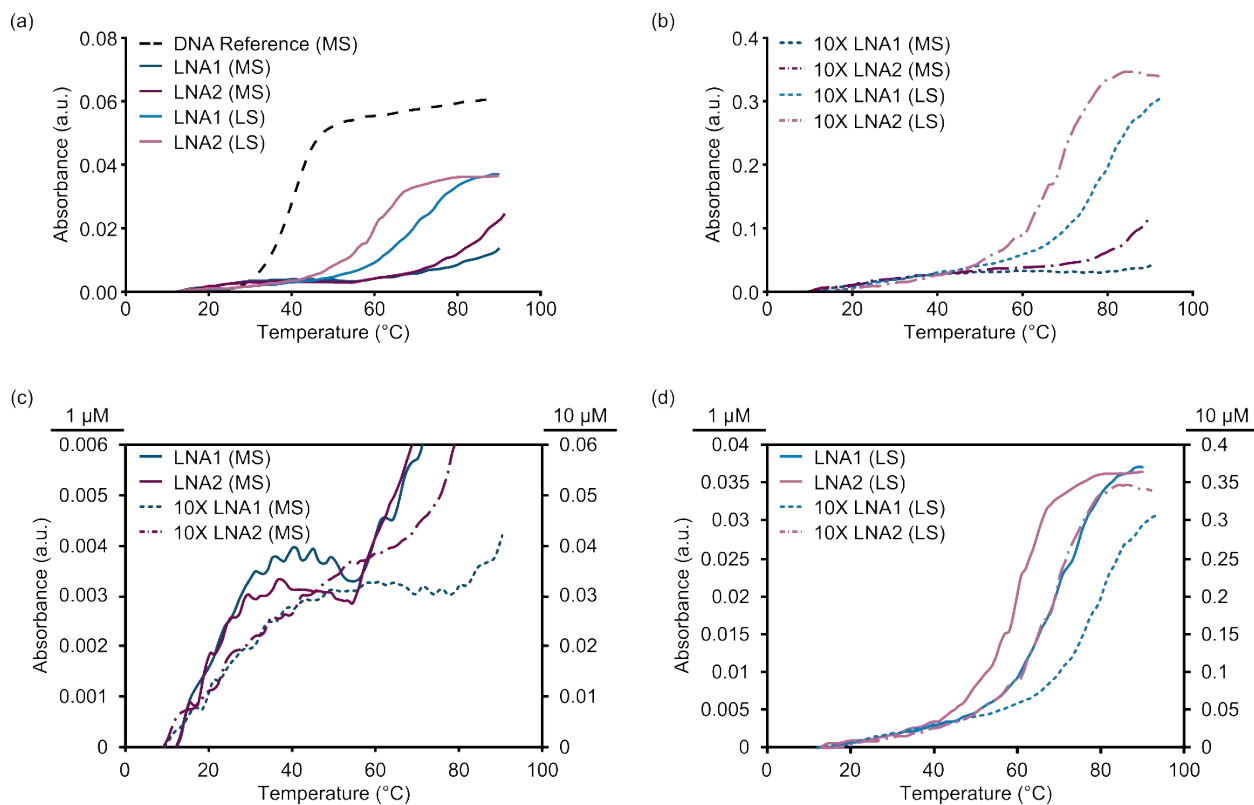 (a)
0.08
0.06
0.04
0.02
0.00
Absorbance (a.u.)
DNA Reference (MS)
LNA1 (MS)
LNA2 (MS)
LNA1 (LS)
LNA2 (LS)
0 20 40 60 80 100
Temperature (°C)
(b)
0.4
0.3
0.2
0.1
0.0
Absorbance (a.u.)
10X LNA1 (MS)
10X LNA2 (MS)
10X LNA1 (LS)
10X LNA2 (LS)
0 20 40 60 80 100
Temperature (°C)
(c)
1 µM
10 µM
0.006
0.005
0.004
0.003
0.002
0.001
0
Absorbance (a.u.)
LNA1 (MS)
LNA2 (MS)
10X LNA1 (MS)
10X LNA2 (MS)
0.06
0.05
0.04
0.03
0.02
0.01
0
0 20 40 60 80 100
Temperature (°C)
(d)
1 µM
10 µM
0.04
0.035
0.03
0.025
0.02
0.015
0.01
0.005
0
Absorbance (a.u.)
LNA1 (LS)
LNA2 (LS)
10X LNA1 (LS)
10X LNA2 (LS)
0.4
0.35
0.3
0.25
0.2
0.15
0.1
0.05
0
0 20 40 60 80 100
Temperature (°C)